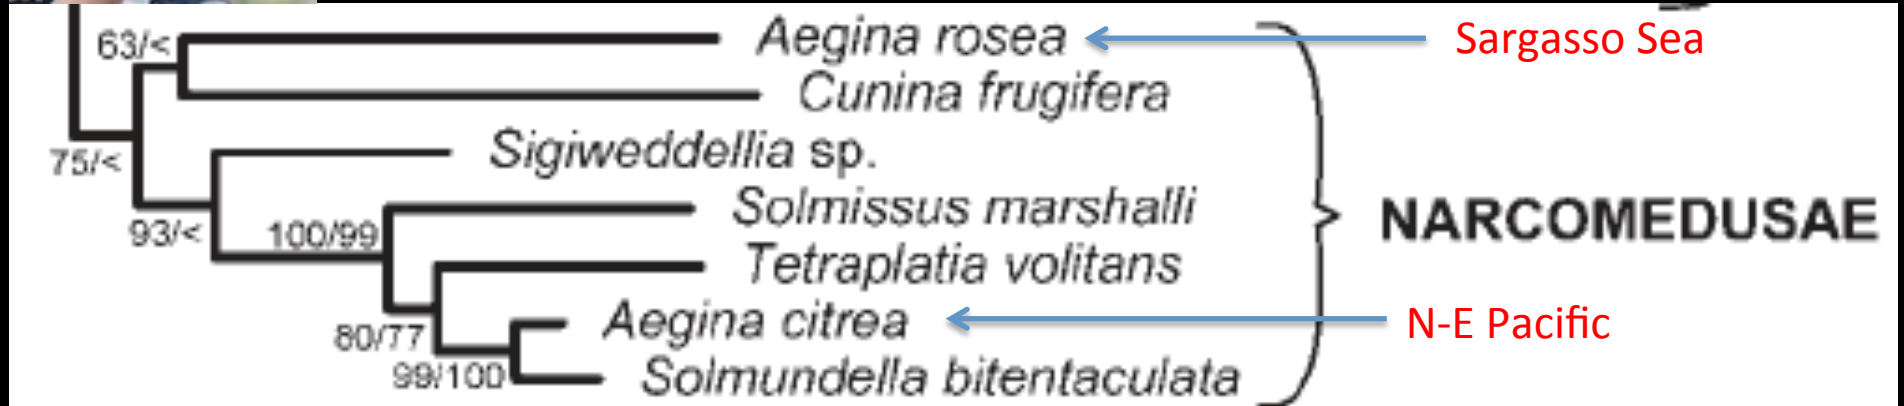 63/<
Aegina rosea
Sargasso Sea
Cunina frugifera
Sigiweddellia sp.
75/<
Solmissus marshalli
NARCOMEDUSAE
93/<
100/99
Tetraplatia volitans
Aegina citrea
N-E Pacific
80/77
99/100
Solmundella bitentaculata